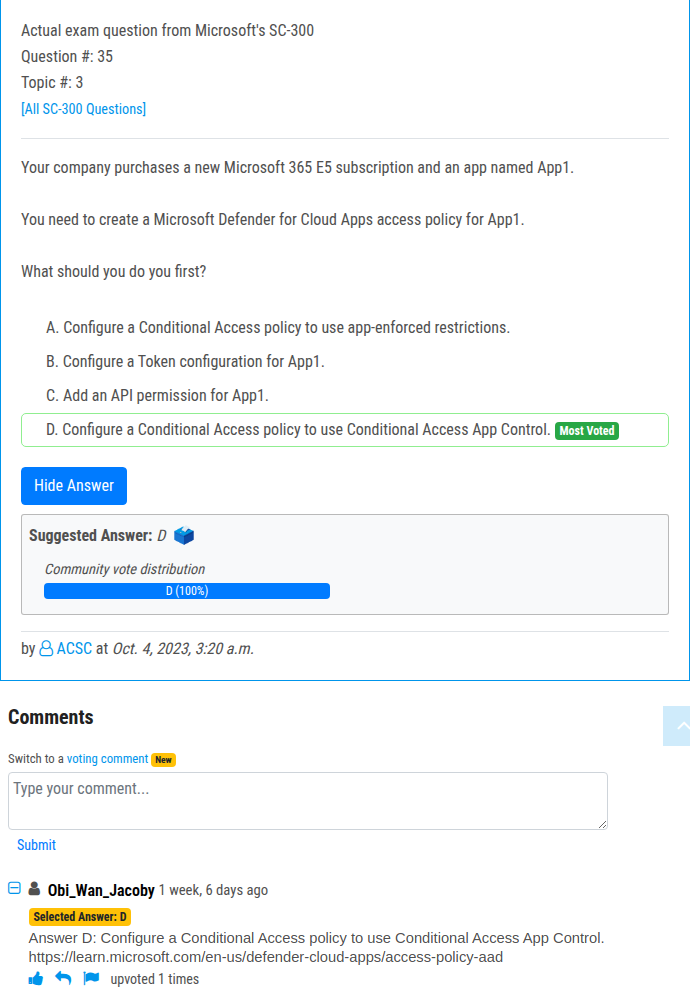 Actual exam question from Microsoft's SC-300
Question #: 35
Topic #: 3
[All SC-300 Questions]
Your company purchases a new Microsoft 365 E5 subscription and an app named App1.
You need to create a Microsoft Defender for Cloud Apps access policy for App1.
What should you do you first?
A. Configure a Conditional Access policy to use app-enforced restrictions.
B. Configure a Token configuration for App1.
C. Add an API permission for App1.
D. Configure a Conditional Access policy to use Conditional Access App Control. Most Voted
Hide Answer
Suggested Answer: D
Community vote distribution
D (100%)
by ACSC at Oct. 4, 2023, 3:20 a.m.
Comments
Switch to a voting comment New
Type your comment...
Submit
Obi_Wan_Jacoby 1 week, 6 days ago
Selected Answer: D
Answer D: Configure a Conditional Access policy to use Conditional Access App Control.
https://learn.microsoft.com/en-us/defender-cloud-apps/access-policy-aad
upvoted 1 times